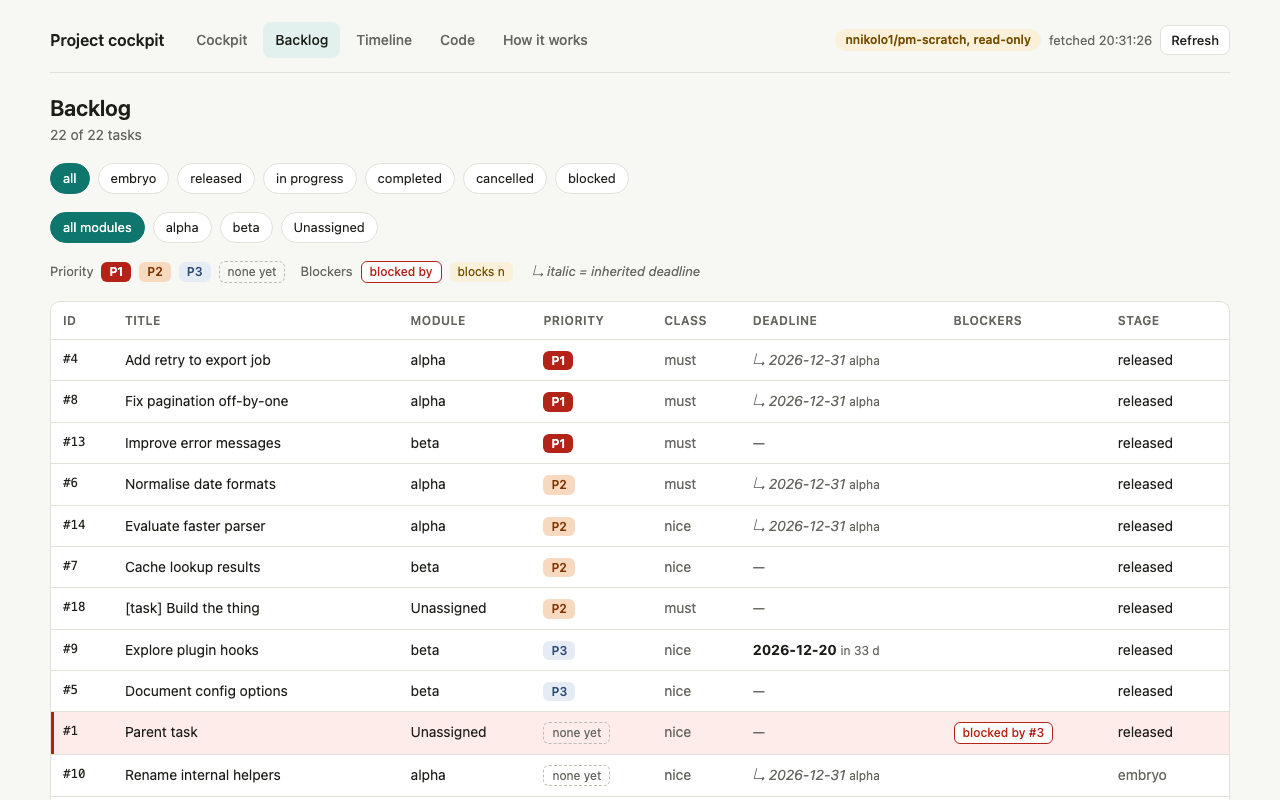 Project cockpit Cockpit Backlog Timeline Code How it works nnikolo1/pm-scratch, read-only fetched 20:31:26 Refresh
Backlog
22 of 22 tasks
all embryo released in progress completed cancelled blocked
all modules alpha beta Unassigned
Priority P1 P2 P3 none yet Blockers blocked by blocks n italic = inherited deadline
ID TITLE MODULE PRIORITY CLASS DEADLINE BLOCKERS STAGE
#4 Add retry to export job alpha P1 must 2026-12-31 alpha released
#8 Fix pagination off-by-one alpha P1 must 2026-12-31 alpha released
#13 Improve error messages beta P1 must — released
#6 Normalise date formats alpha P2 must 2026-12-31 alpha released
#14 Evaluate faster parser alpha P2 nice 2026-12-31 alpha released
#7 Cache lookup results beta P2 nice — released
#18 [task] Build the thing Unassigned P2 must — released
#9 Explore plugin hooks beta P3 nice 2026-12-20 in 33 d released
#5 Document config options beta P3 nice — released
#1 Parent task Unassigned none yet nice — blocked by #3 released
#10 Rename internal helpers alpha none yet nice 2026-12-31 alpha embryo